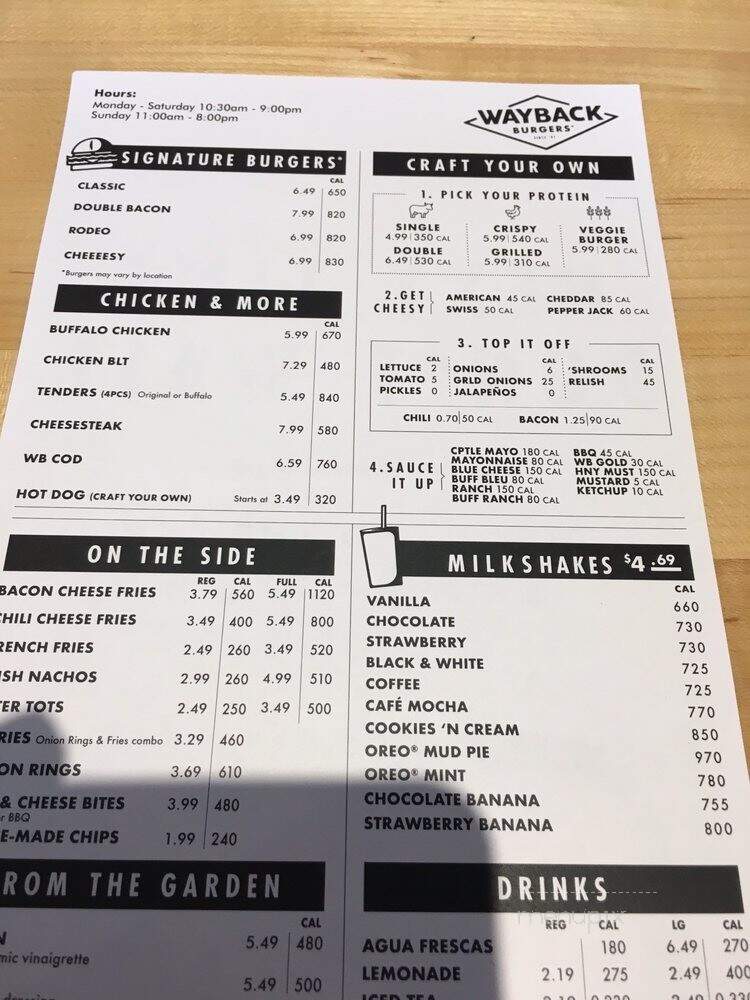 Hours:
Monday - Saturday 10:30am - 9:00pm
Sunday 11:00am - 8:00pm
WAYBACK
BURGERS
SINCE '91
SIGNATURE BURGERS*
CAL
CLASSIC 6.49 650
DOUBLE BACON 7.99 820
RODEO 6.99 820
CHEEEESY 6.99 830
*Burgers may vary by location
CHICKEN & MORE
CAL
BUFFALO CHICKEN 5.99 670
CHICKEN BLT 7.29 480
TENDERS (4PCS) Original or Buffalo 5.49 840
CHEESESTEAK 7.99 580
WB COD 6.59 760
HOT DOG (CRAFT YOUR OWN) Starts at 3.49 320
CRAFT YOUR OWN
1. PICK YOUR PROTEIN
SINGLE
4.99 350 CAL
DOUBLE
6.49 530 CAL
CRISPY
5.99 540 CAL
GRILLED
5.99 310 CAL
VEGGIE
BURGER
5.99 280 CAL
2.GET
CHEESY
AMERICAN 45 CAL CHEDDAR 85 CAL
SWISS 50 CAL PEPPER JACK 60 CAL
3. TOP IT OFF
CAL CAL CAL
LETTUCE 2 ONIONS 6 'SHROOMS 15
TOMATO 5 GRLD ONIONS 25 RELISH 45
PICKLES 0 JALAPEÑOS 0
CHILI 0.70 50 CAL BACON 1.25 90 CAL
4.SAUCE
IT UP
CPTLE MAYO 180 CAL BBQ 45 CAL
MAYONNAISE 80 CAL WB GOLD 30 CAL
BLUE CHEESE 150 CAL HNY MUST 150 CAL
BUFF BLEU 80 CAL MUSTARD 5 CAL
RANCH 150 CAL KETCHUP 10 CAL
BUFF RANCH 80 CAL
ON THE SIDE
REG CAL FULL CAL
BACON CHEESE FRIES 3.79 560 5.49 1120
CHILI CHEESE FRIES 3.49 400 5.49 800
RENCH FRIES 2.49 260 3.49 520
SH NACHOS 2.99 260 4.99 510
ER TOTS 2.49 250 3.49 500
RIES Onion Rings & Fries combo 3.29 460
ON RINGS 3.69 610
& CHEESE BITES 3.99 480
r BBQ
E-MADE CHIPS 1.99 240
MILKSHAKES $4.69
CAL
VANILLA 660
CHOCOLATE 730
STRAWBERRY 730
BLACK & WHITE 725
COFFEE 725
CAFÉ MOCHA 770
COOKIES 'N CREAM 850
OREO® MUD PIE 970
OREO® MINT 780
CHOCOLATE BANANA 755
STRAWBERRY BANANA 800
ROM THE GARDEN
CAL
N 5.49 480
mic vinaigrette
5.49 500
dressing
DRINKS
REG CAL LG CAL
AGUA FRESCAS 180 6.49 270
LEMONADE 2.19 275 2.49 400
ICED TEA